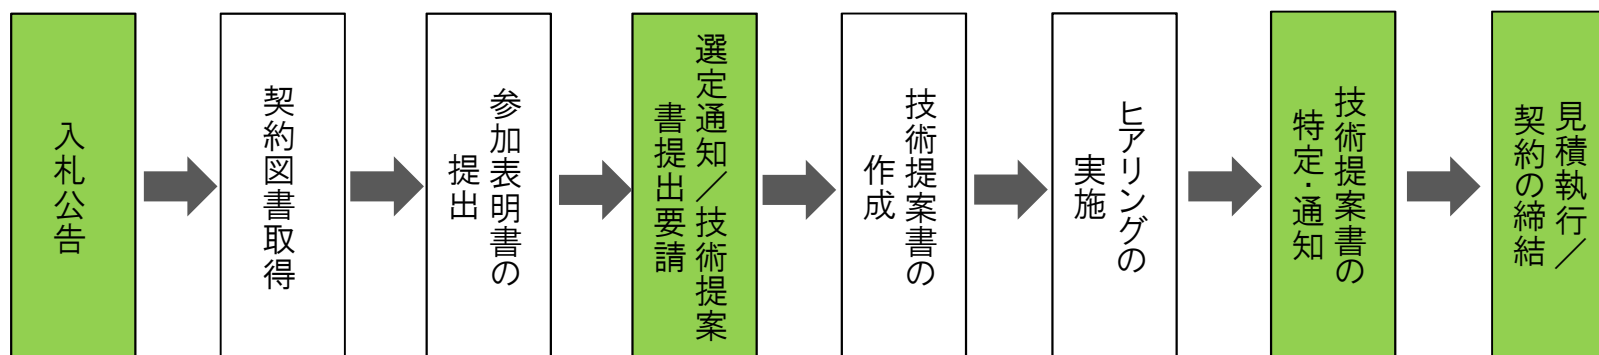 入札公告
契約図書取得
参加表明書の
提出
選定通知／技術提案
書提出要請
技術提案書の
作成
ヒアリングの
実施
技術提案書の
特定・通知
見積執行／
契約の締結